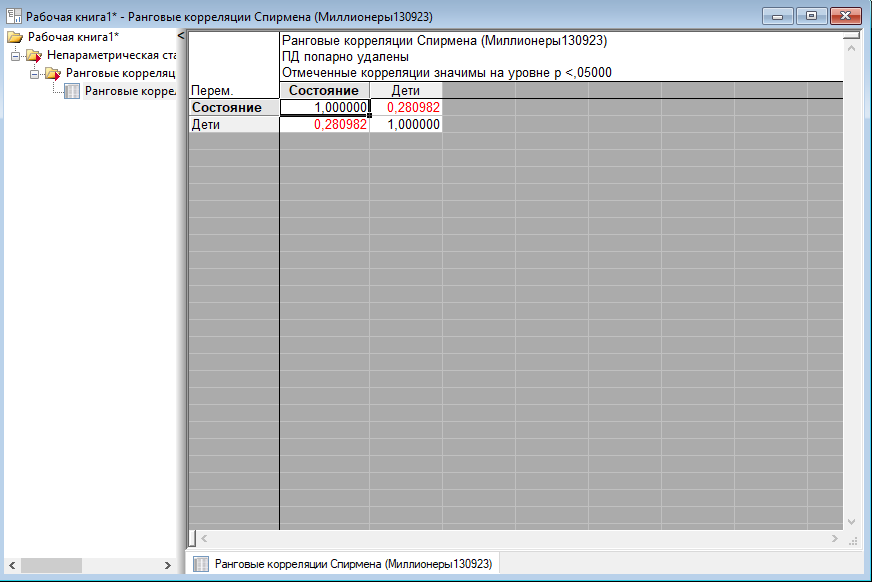 Рабочая книга1* - Ранговые корреляции Спирмена (Миллионеры130923)
Рабочая книга1*
Непараметрическая ста
Ранговые корреляц
Ранговые корре.
Ранговые корреляции Спирмена (Миллионеры130923)
ПД попарно удалены
Отмеченные корреляции значимы на уровне p <,05000
Перем. Состояние Дети
Состояние 1,000000 0,280982
Дети 0,280982 1,000000
Ранговые корреляции Спирмена (Миллионеры130923)